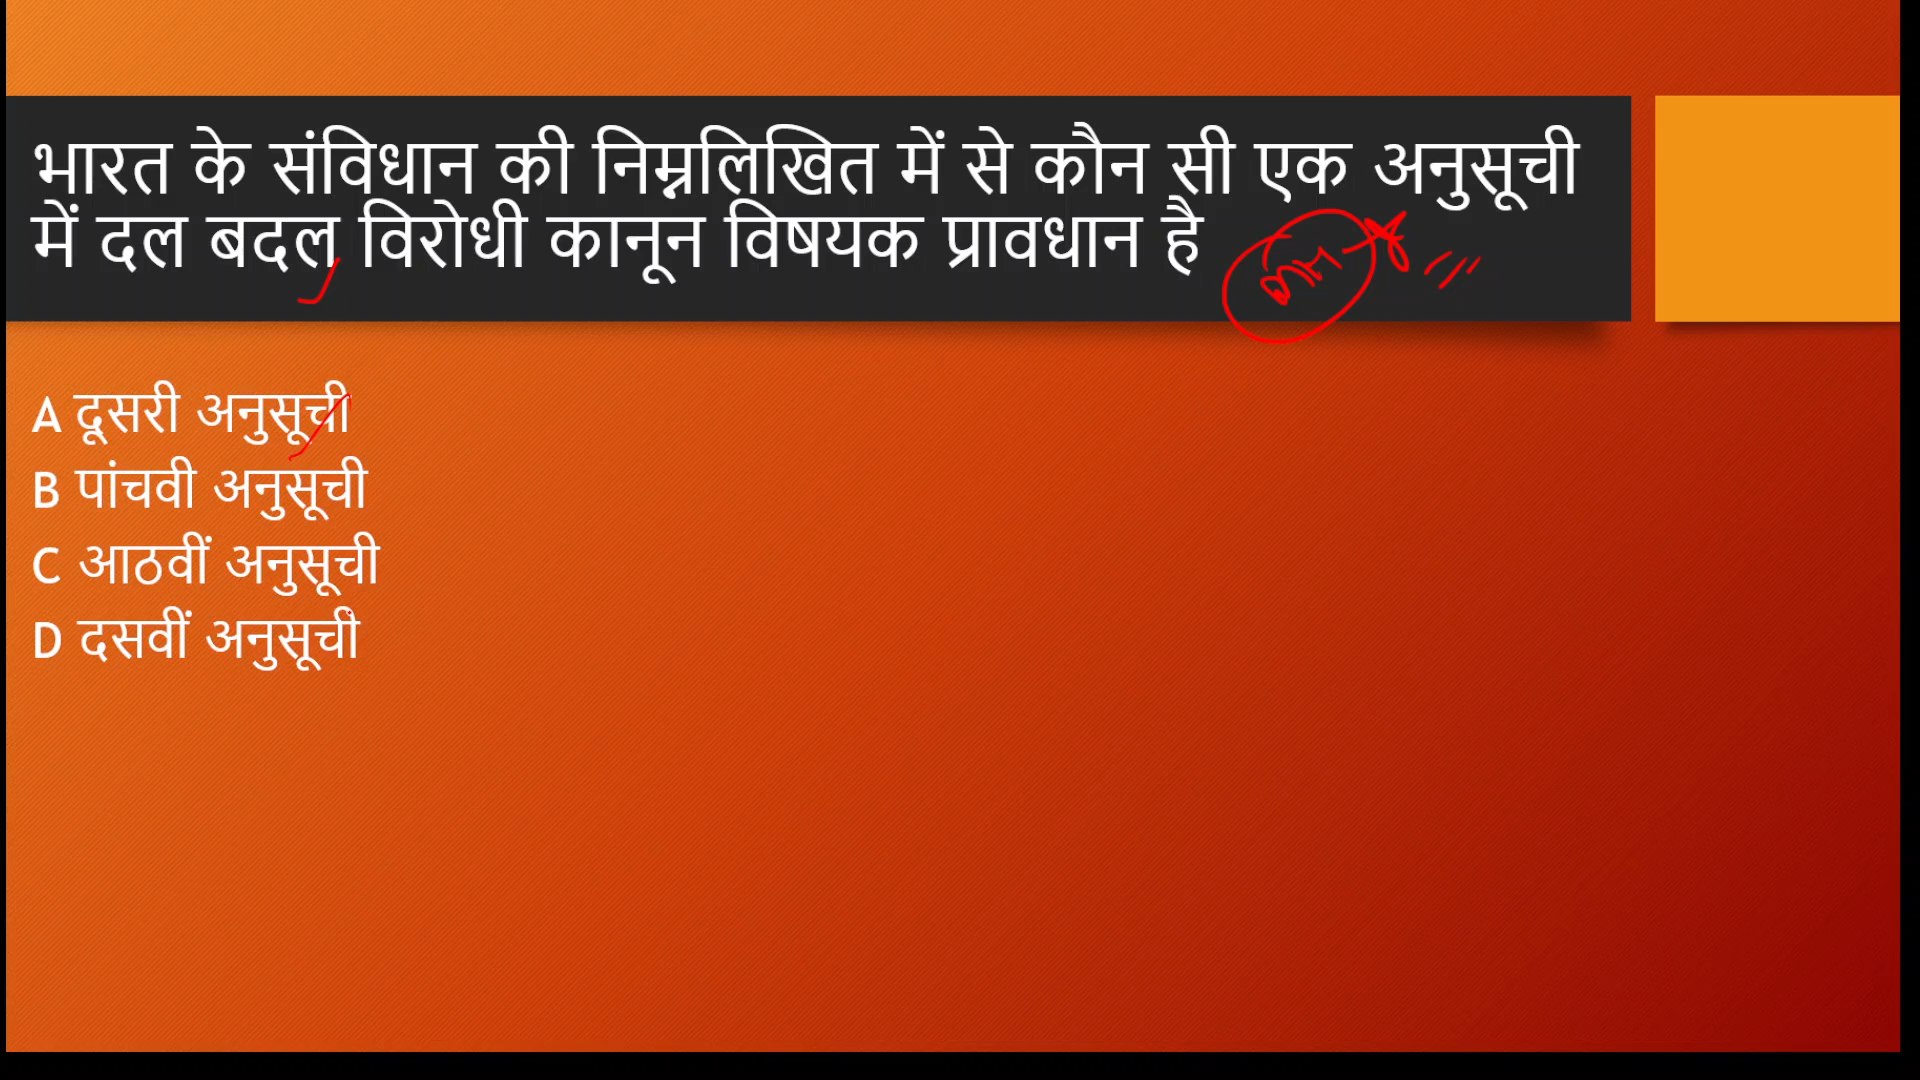 भारत के संविधान की निम्नलिखित में से कौन सी एक अनुसूची
में दल बदल विरोधी कानून विषयक प्रावधान है
A दूसरी अनुसूची
B पांचवी अनुसूची
C आठवीं अनुसूची
D दसवीं अनुसूची